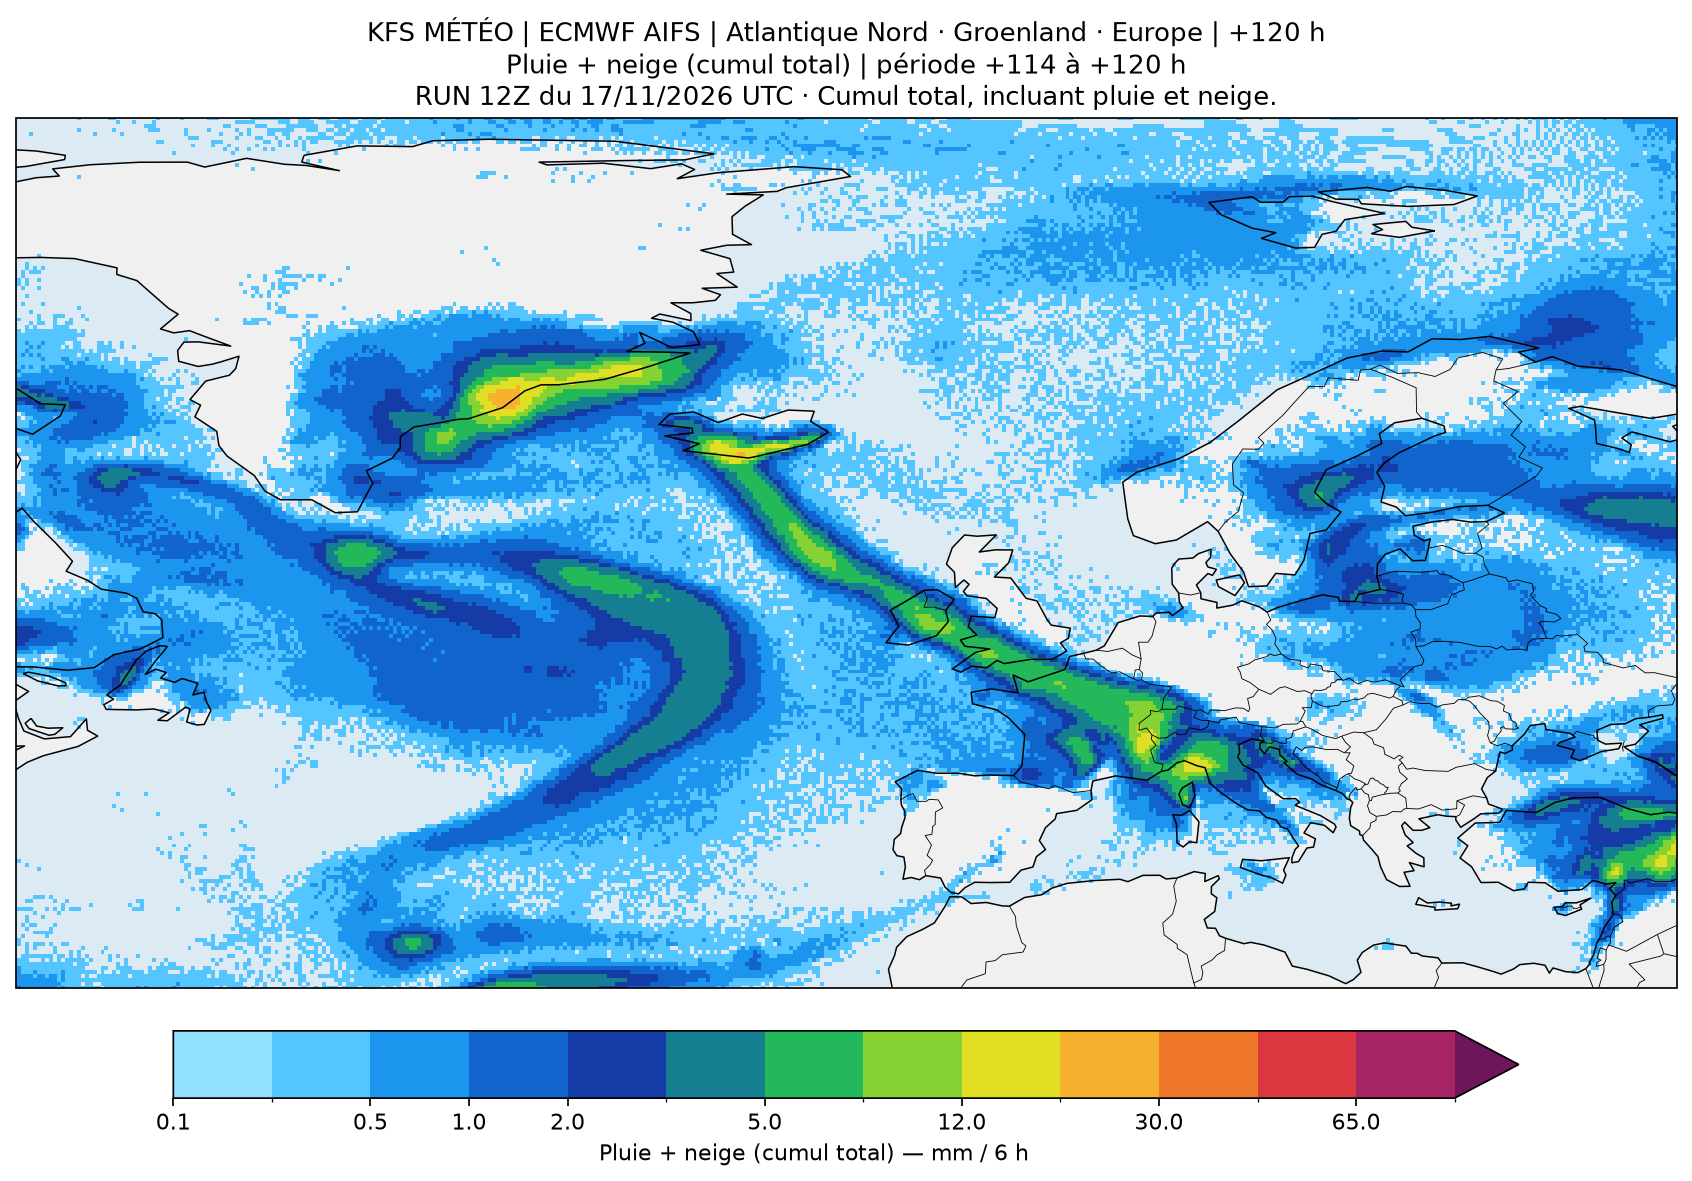 KFS MÉTÉO | ECMWF AIFS | Atlantique Nord · Groenland · Europe | +120 h
Pluie + neige (cumul total) | période +114 à +120 h
RUN 12Z du 17/11/2026 UTC · Cumul total, incluant pluie et neige.
0.1 0.5 1.0 2.0 5.0 12.0 30.0 65.0
Pluie + neige (cumul total) — mm / 6 h